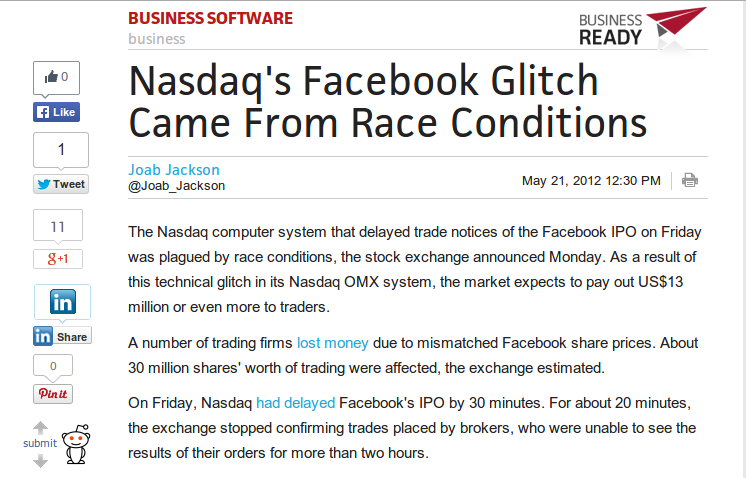 BUSINESS SOFTWARE
business
BUSINESS
READY
Nasdaq's Facebook Glitch
Came From Race Conditions
Joab Jackson
@Joab_Jackson
May 21, 2012 12:30 PM
0
Like
1
Tweet
11
g+1
in
in Share
0
Pin it
submit
The Nasdaq computer system that delayed trade notices of the Facebook IPO on Friday
was plagued by race conditions, the stock exchange announced Monday. As a result of
this technical glitch in its Nasdaq OMX system, the market expects to pay out US$13
million or even more to traders.
A number of trading firms lost money due to mismatched Facebook share prices. About
30 million shares' worth of trading were affected, the exchange estimated.
On Friday, Nasdaq had delayed Facebook's IPO by 30 minutes. For about 20 minutes,
the exchange stopped confirming trades placed by brokers, who were unable to see the
results of their orders for more than two hours.